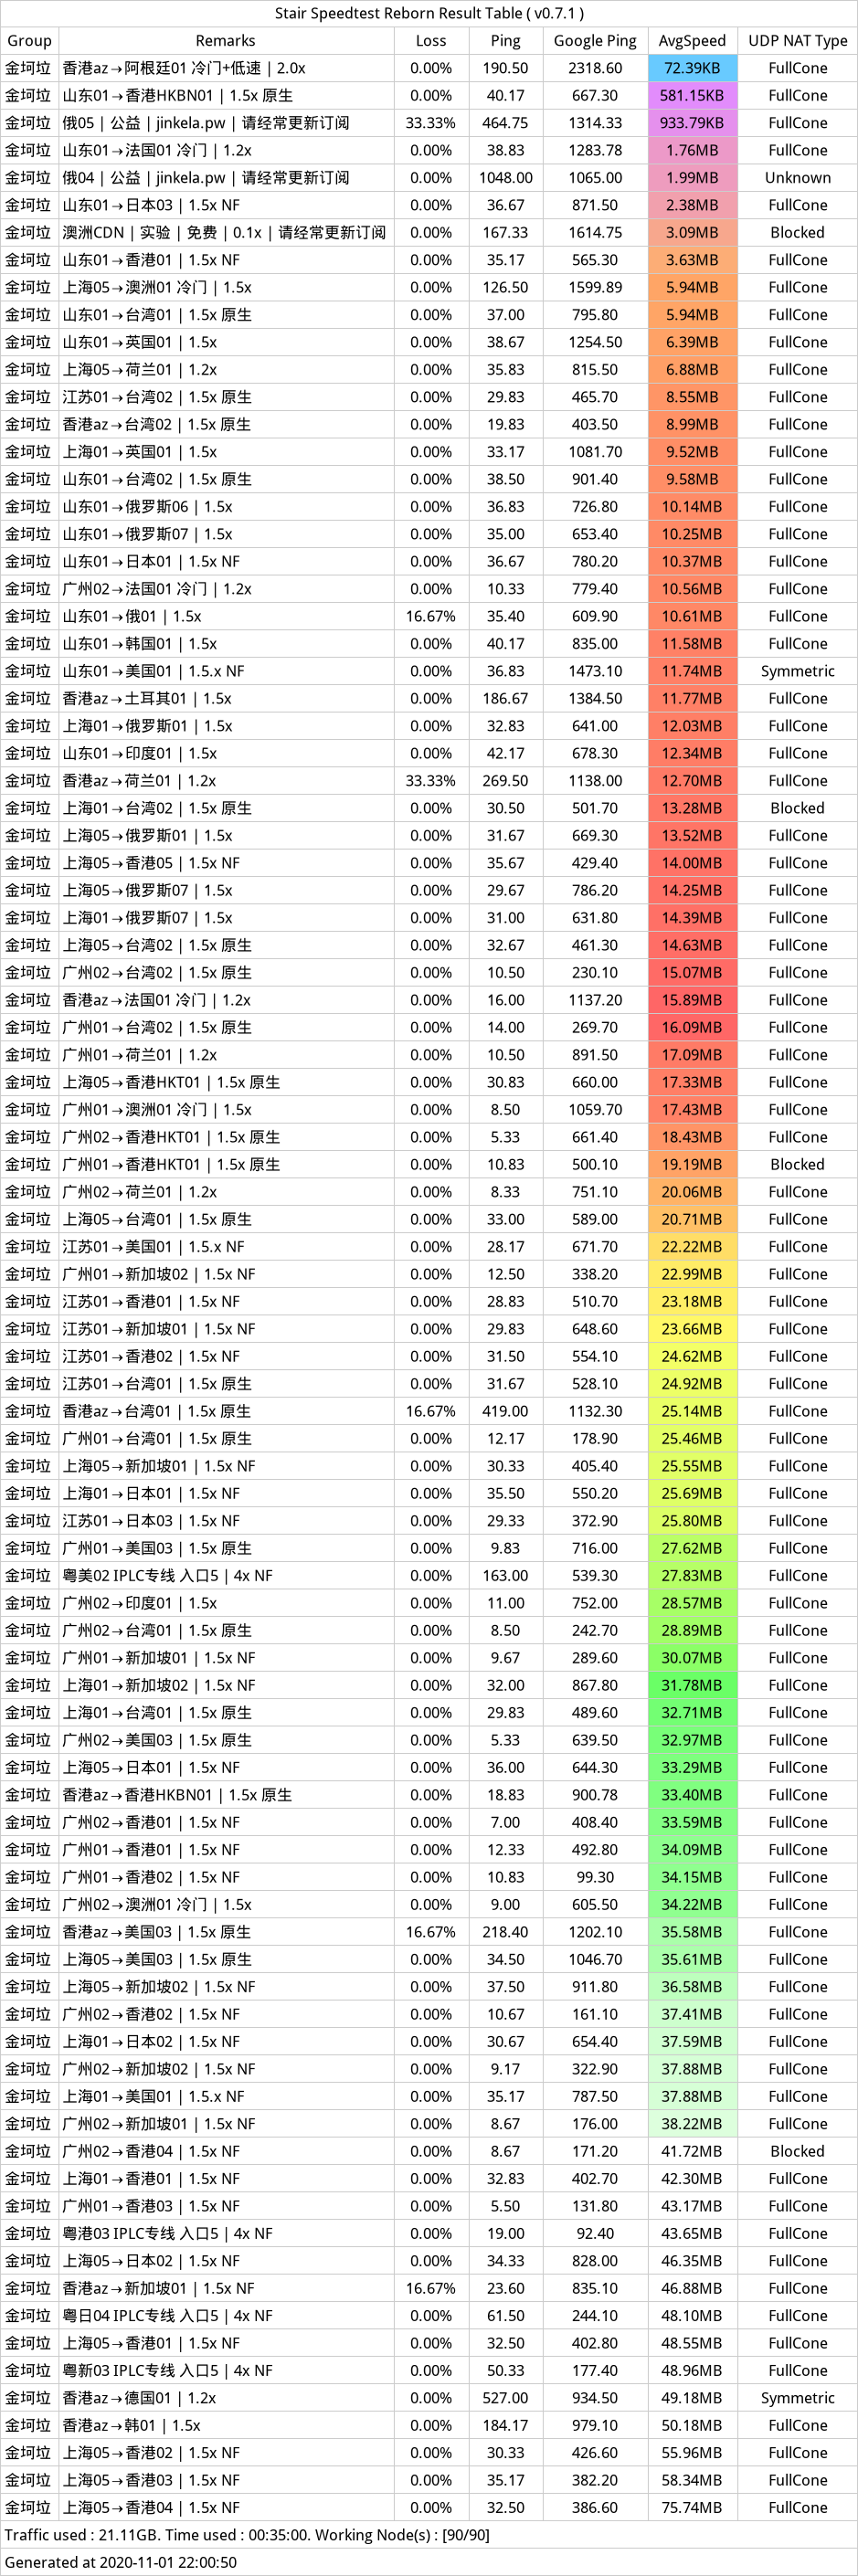 Stair Speedtest Reborn Result Table ( v0.7.1 )
Group Remarks Loss Ping Google Ping AvgSpeed UDP NAT Type
金坷垃 香港az→阿根廷01 冷门+低速 | 2.0x 0.00% 190.50 2318.60 72.39KB FullCone
金坷垃 山东01→香港HKBN01 | 1.5x 原生 0.00% 40.17 667.30 581.15KB FullCone
金坷垃 俄05 | 公益 | jinkela.pw | 请经常更新订阅 33.33% 464.75 1314.33 933.79KB FullCone
金坷垃 山东01→法国01 冷门 | 1.2x 0.00% 38.83 1283.78 1.76MB FullCone
金坷垃 俄04 | 公益 | jinkela.pw | 请经常更新订阅 0.00% 1048.00 1065.00 1.99MB Unknown
金坷垃 山东01→日本03 | 1.5x NF 0.00% 36.67 871.50 2.38MB FullCone
金坷垃 澳洲CDN | 实验 | 免费 | 0.1x | 请经常更新订阅 0.00% 167.33 1614.75 3.09MB Blocked
金坷垃 山东01→香港01 | 1.5x NF 0.00% 35.17 565.30 3.63MB FullCone
金坷垃 上海05→澳洲01 冷门 | 1.5x 0.00% 126.50 1599.89 5.94MB FullCone
金坷垃 山东01→台湾01 | 1.5x 原生 0.00% 37.00 795.80 5.94MB FullCone
金坷垃 山东01→英国01 | 1.5x 0.00% 38.67 1254.50 6.39MB FullCone
金坷垃 上海05→荷兰01 | 1.2x 0.00% 35.83 815.50 6.88MB FullCone
金坷垃 江苏01→台湾02 | 1.5x 原生 0.00% 29.83 465.70 8.55MB FullCone
金坷垃 香港az→台湾02 | 1.5x 原生 0.00% 19.83 403.50 8.99MB FullCone
金坷垃 上海01→英国01 | 1.5x 0.00% 33.17 1081.70 9.52MB FullCone
金坷垃 山东01→台湾02 | 1.5x 原生 0.00% 38.50 901.40 9.58MB FullCone
金坷垃 山东01→俄罗斯06 | 1.5x 0.00% 36.83 726.80 10.14MB FullCone
金坷垃 山东01→俄罗斯07 | 1.5x 0.00% 35.00 653.40 10.25MB FullCone
金坷垃 山东01→日本01 | 1.5x NF 0.00% 36.67 780.20 10.37MB FullCone
金坷垃 广州02→法国01 冷门 | 1.2x 0.00% 10.33 779.40 10.56MB FullCone
金坷垃 山东01→俄01 | 1.5x 16.67% 35.40 609.90 10.61MB FullCone
金坷垃 山东01→韩国01 | 1.5x 0.00% 40.17 835.00 11.58MB FullCone
金坷垃 山东01→美国01 | 1.5.x NF 0.00% 36.83 1473.10 11.74MB Symmetric
金坷垃 香港az→土耳其01 | 1.5x 0.00% 186.67 1384.50 11.77MB FullCone
金坷垃 上海01→俄罗斯01 | 1.5x 0.00% 32.83 641.00 12.03MB FullCone
金坷垃 山东01→印度01 | 1.5x 0.00% 42.17 678.30 12.34MB FullCone
金坷垃 香港az→荷兰01 | 1.2x 33.33% 269.50 1138.00 12.70MB FullCone
金坷垃 上海01→台湾02 | 1.5x 原生 0.00% 30.50 501.70 13.28MB Blocked
金坷垃 上海05→俄罗斯01 | 1.5x 0.00% 31.67 669.30 13.52MB FullCone
金坷垃 上海05→香港05 | 1.5x NF 0.00% 35.67 429.40 14.00MB FullCone
金坷垃 上海05→俄罗斯07 | 1.5x 0.00% 29.67 786.20 14.25MB FullCone
金坷垃 上海01→俄罗斯07 | 1.5x 0.00% 31.00 631.80 14.39MB FullCone
金坷垃 上海05→台湾02 | 1.5x 原生 0.00% 32.67 461.30 14.63MB FullCone
金坷垃 广州02→台湾02 | 1.5x 原生 0.00% 10.50 230.10 15.07MB FullCone
金坷垃 香港az→法国01 冷门 | 1.2x 0.00% 16.00 1137.20 15.89MB FullCone
金坷垃 广州01→台湾02 | 1.5x 原生 0.00% 14.00 269.70 16.09MB FullCone
金坷垃 广州01→荷兰01 | 1.2x 0.00% 10.50 891.50 17.09MB FullCone
金坷垃 上海05→香港HKT01 | 1.5x 原生 0.00% 30.83 660.00 17.33MB FullCone
金坷垃 广州01→澳洲01 冷门 | 1.5x 0.00% 8.50 1059.70 17.43MB FullCone
金坷垃 广州02→香港HKT01 | 1.5x 原生 0.00% 5.33 661.40 18.43MB FullCone
金坷垃 广州01→香港HKT01 | 1.5x 原生 0.00% 10.83 500.10 19.19MB Blocked
金坷垃 广州02→荷兰01 | 1.2x 0.00% 8.33 751.10 20.06MB FullCone
金坷垃 上海05→台湾01 | 1.5x 原生 0.00% 33.00 589.00 20.71MB FullCone
金坷垃 江苏01→美国01 | 1.5.x NF 0.00% 28.17 671.70 22.22MB FullCone
金坷垃 广州01→新加坡02 | 1.5x NF 0.00% 12.50 338.20 22.99MB FullCone
金坷垃 江苏01→香港01 | 1.5x NF 0.00% 28.83 510.70 23.18MB FullCone
金坷垃 江苏01→新加坡01 | 1.5x NF 0.00% 29.83 648.60 23.66MB FullCone
金坷垃 江苏01→香港02 | 1.5x NF 0.00% 31.50 554.10 24.62MB FullCone
金坷垃 江苏01→台湾01 | 1.5x 原生 0.00% 31.67 528.10 24.92MB FullCone
金坷垃 香港az→台湾01 | 1.5x 原生 16.67% 419.00 1132.30 25.14MB FullCone
金坷垃 广州01→台湾01 | 1.5x 原生 0.00% 12.17 178.90 25.46MB FullCone
金坷垃 上海05→新加坡01 | 1.5x NF 0.00% 30.33 405.40 25.55MB FullCone
金坷垃 上海01→日本01 | 1.5x NF 0.00% 35.50 550.20 25.69MB FullCone
金坷垃 江苏01→日本03 | 1.5x NF 0.00% 29.33 372.90 25.80MB FullCone
金坷垃 广州01→美国03 | 1.5x 原生 0.00% 9.83 716.00 27.62MB FullCone
金坷垃 粤美02 IPLC专线 入口5 | 4x NF 0.00% 163.00 539.30 27.83MB FullCone
金坷垃 广州02→印度01 | 1.5x 0.00% 11.00 752.00 28.57MB FullCone
金坷垃 广州02→台湾01 | 1.5x 原生 0.00% 8.50 242.70 28.89MB FullCone
金坷垃 广州01→新加坡01 | 1.5x NF 0.00% 9.67 289.60 30.07MB FullCone
金坷垃 上海01→新加坡02 | 1.5x NF 0.00% 32.00 867.80 31.78MB FullCone
金坷垃 上海01→台湾01 | 1.5x 原生 0.00% 29.83 489.60 32.71MB FullCone
金坷垃 广州02→美国03 | 1.5x 原生 0.00% 5.33 639.50 32.97MB FullCone
金坷垃 上海05→日本01 | 1.5x NF 0.00% 36.00 644.30 33.29MB FullCone
金坷垃 香港az→香港HKBN01 | 1.5x 原生 0.00% 18.83 900.78 33.40MB FullCone
金坷垃 广州02→香港01 | 1.5x NF 0.00% 7.00 408.40 33.59MB FullCone
金坷垃 广州01→香港01 | 1.5x NF 0.00% 12.33 492.80 34.09MB FullCone
金坷垃 广州01→香港02 | 1.5x NF 0.00% 10.83 99.30 34.15MB FullCone
金坷垃 广州02→澳洲01 冷门 | 1.5x 0.00% 9.00 605.50 34.22MB FullCone
金坷垃 香港az→美国03 | 1.5x 原生 16.67% 218.40 1202.10 35.58MB FullCone
金坷垃 上海05→美国03 | 1.5x 原生 0.00% 34.50 1046.70 35.61MB FullCone
金坷垃 上海05→新加坡02 | 1.5x NF 0.00% 37.50 911.80 36.58MB FullCone
金坷垃 广州02→香港02 | 1.5x NF 0.00% 10.67 161.10 37.41MB FullCone
金坷垃 上海01→日本02 | 1.5x NF 0.00% 30.67 654.40 37.59MB FullCone
金坷垃 广州02→新加坡02 | 1.5x NF 0.00% 9.17 322.90 37.88MB FullCone
金坷垃 上海01→美国01 | 1.5.x NF 0.00% 35.17 787.50 37.88MB FullCone
金坷垃 广州02→新加坡01 | 1.5x NF 0.00% 8.67 176.00 38.22MB FullCone
金坷垃 广州02→香港04 | 1.5x NF 0.00% 8.67 171.20 41.72MB Blocked
金坷垃 上海01→香港01 | 1.5x NF 0.00% 32.83 402.70 42.30MB FullCone
金坷垃 广州01→香港03 | 1.5x NF 0.00% 5.50 131.80 43.17MB FullCone
金坷垃 粤港03 IPLC专线 入口5 | 4x NF 0.00% 19.00 92.40 43.65MB FullCone
金坷垃 上海05→日本02 | 1.5x NF 0.00% 34.33 828.00 46.35MB FullCone
金坷垃 香港az→新加坡01 | 1.5x NF 16.67% 23.60 835.10 46.88MB FullCone
金坷垃 粤日04 IPLC专线 入口5 | 4x NF 0.00% 61.50 244.10 48.10MB FullCone
金坷垃 上海05→香港01 | 1.5x NF 0.00% 32.50 402.80 48.55MB FullCone
金坷垃 粤新03 IPLC专线 入口5 | 4x NF 0.00% 50.33 177.40 48.96MB FullCone
金坷垃 香港az→德国01 | 1.2x 0.00% 527.00 934.50 49.18MB Symmetric
金坷垃 香港az→韩01 | 1.5x 0.00% 184.17 979.10 50.18MB FullCone
金坷垃 上海05→香港02 | 1.5x NF 0.00% 30.33 426.60 55.96MB FullCone
金坷垃 上海05→香港03 | 1.5x NF 0.00% 35.17 382.20 58.34MB FullCone
金坷垃 上海05→香港04 | 1.5x NF 0.00% 32.50 386.60 75.74MB FullCone
Traffic used : 21.11GB. Time used : 00:35:00. Working Node(s) : [90/90]
Generated at 2020-11-01 22:00:50